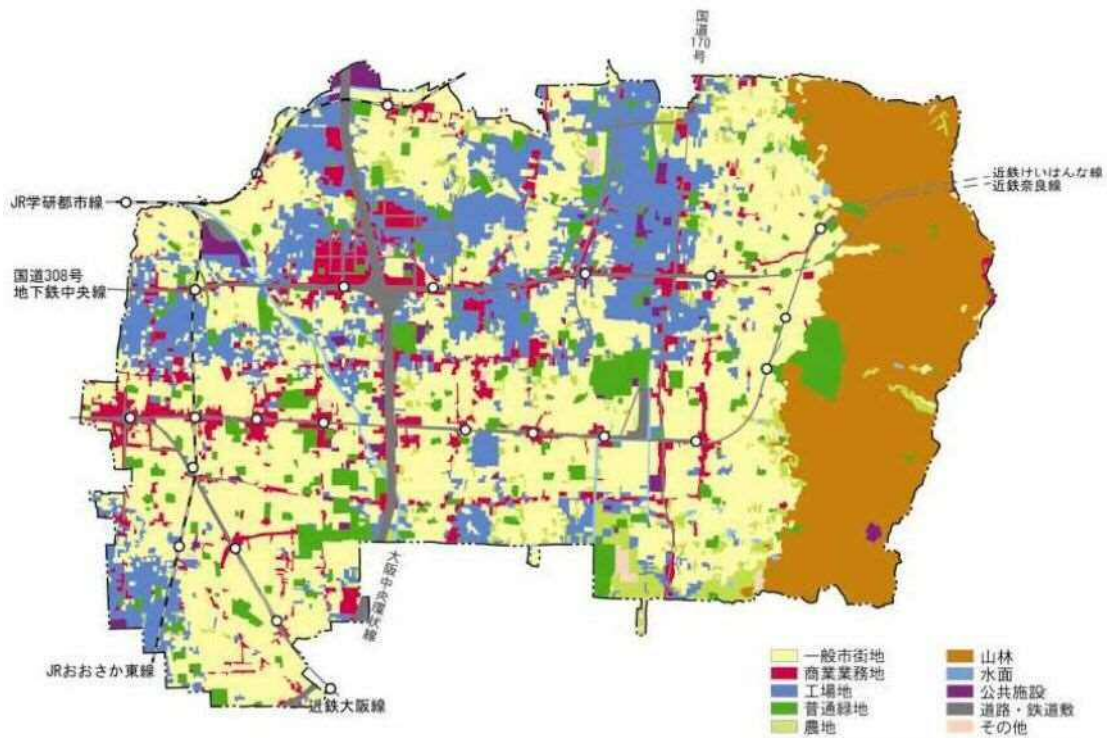 国道170号
近鉄けいはんな線
近鉄奈良線
JR学研都市線
国道308号
地下鉄中央線
大阪中央環状線
JRおおさか東線
近鉄大阪線
一般市街地
商業業務地
工場地
普通緑地
農地
山林
水面
公共施設
道路・鉄道敷
その他